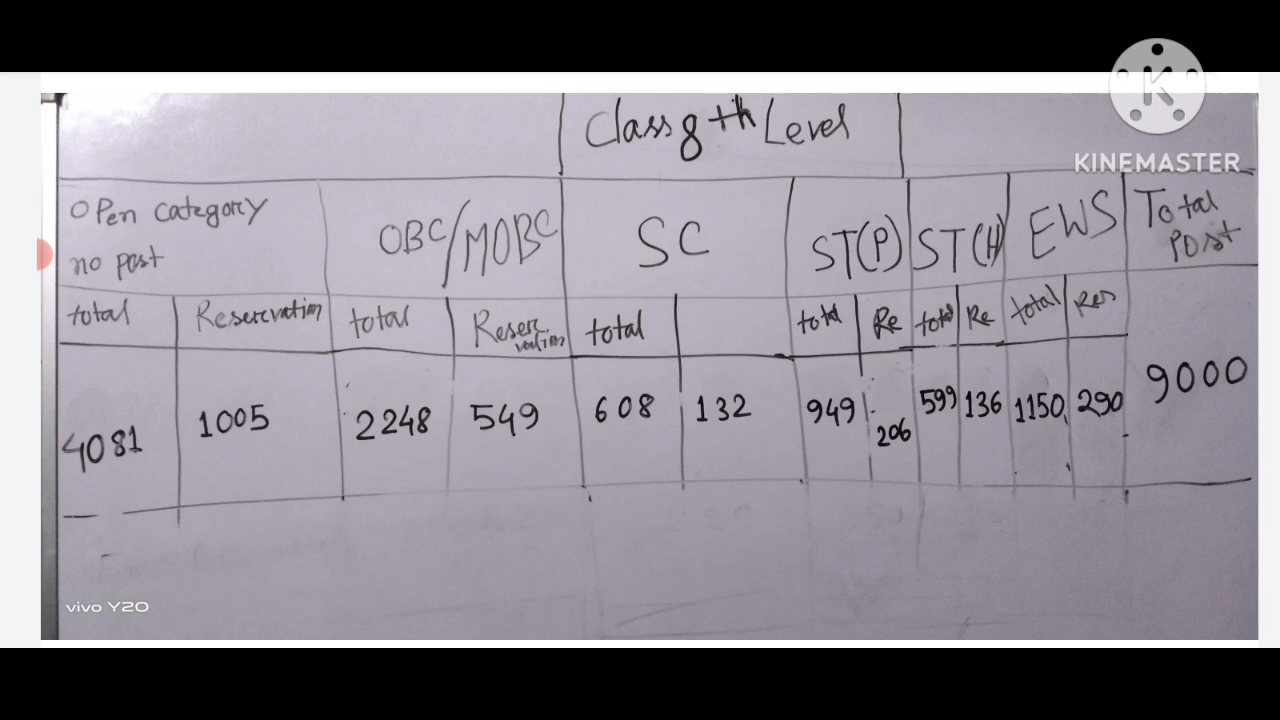 Class 8th Level
KINEMASTER
Open category
no post
OBC/MOBC
SC
ST(P)
ST(H)
EWS
Total
Post
total
Reservation
total
Reser
vation
total
total
Re
total
Re
total
Res
4081
1005
2248
549
608
132
949
206
599
136
1150
290
9000
vivo Y20